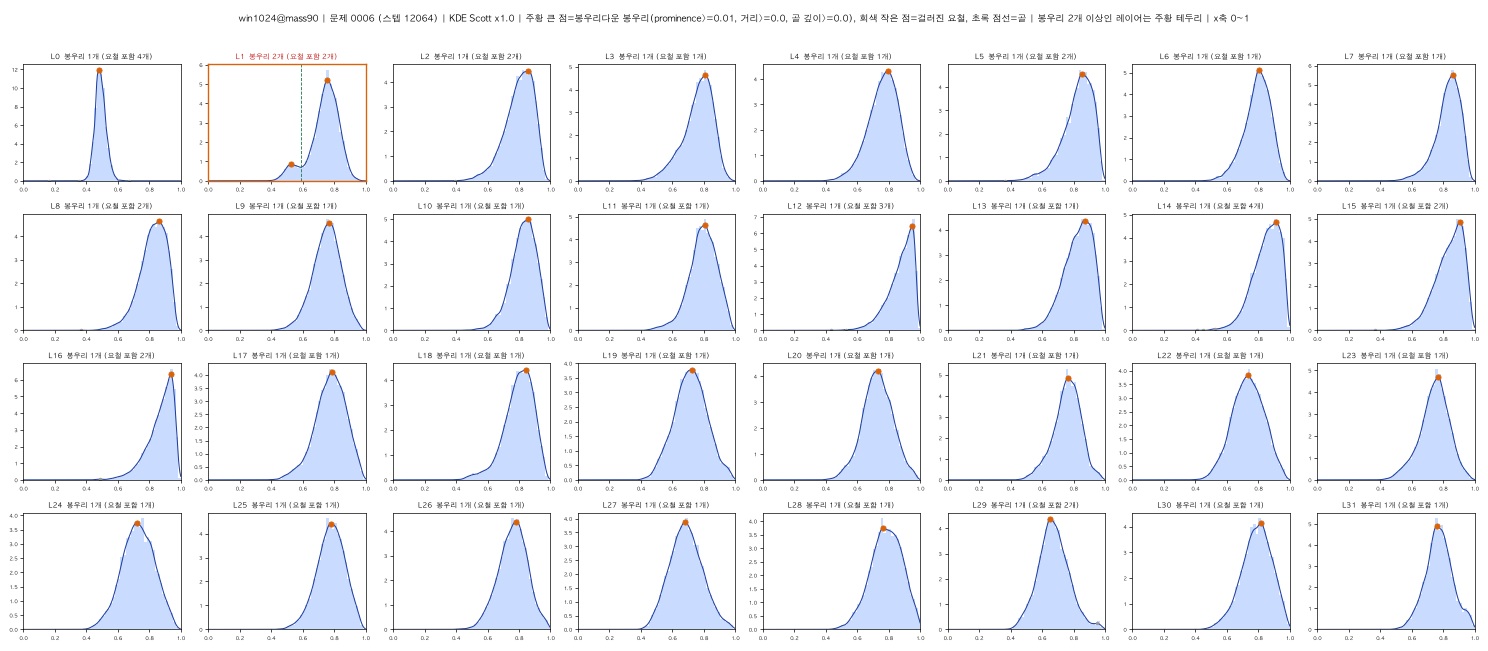 win1024@mass90 | 문제 0006 (스텝 12064) | KDE Scott x1.0 | 주황 큰 점=봉우리다운 봉우리(prominence>=0.01, 거리>=0.0, 골 깊이>=0.0), 회색 작은 점=걸러진 요철, 초록 점선=골 | 봉우리 2개 이상인 레이어는 주황 테두리 | x축 0~1
L0 봉우리 1개 (요철 포함 4개)
L1 봉우리 2개 (요철 포함 2개)
L2 봉우리 1개 (요철 포함 2개)
L3 봉우리 1개 (요철 포함 1개)
L4 봉우리 1개 (요철 포함 1개)
L5 봉우리 1개 (요철 포함 2개)
L6 봉우리 1개 (요철 포함 1개)
L7 봉우리 1개 (요철 포함 1개)
L8 봉우리 1개 (요철 포함 2개)
L9 봉우리 1개 (요철 포함 1개)
L10 봉우리 1개 (요철 포함 1개)
L11 봉우리 1개 (요철 포함 1개)
L12 봉우리 1개 (요철 포함 3개)
L13 봉우리 1개 (요철 포함 1개)
L14 봉우리 1개 (요철 포함 4개)
L15 봉우리 1개 (요철 포함 2개)
L16 봉우리 1개 (요철 포함 2개)
L17 봉우리 1개 (요철 포함 1개)
L18 봉우리 1개 (요철 포함 1개)
L19 봉우리 1개 (요철 포함 1개)
L20 봉우리 1개 (요철 포함 1개)
L21 봉우리 1개 (요철 포함 1개)
L22 봉우리 1개 (요철 포함 1개)
L23 봉우리 1개 (요철 포함 1개)
L24 봉우리 1개 (요철 포함 1개)
L25 봉우리 1개 (요철 포함 1개)
L26 봉우리 1개 (요철 포함 1개)
L27 봉우리 1개 (요철 포함 1개)
L28 봉우리 1개 (요철 포함 1개)
L29 봉우리 1개 (요철 포함 2개)
L30 봉우리 1개 (요철 포함 1개)
L31 봉우리 1개 (요철 포함 1개)